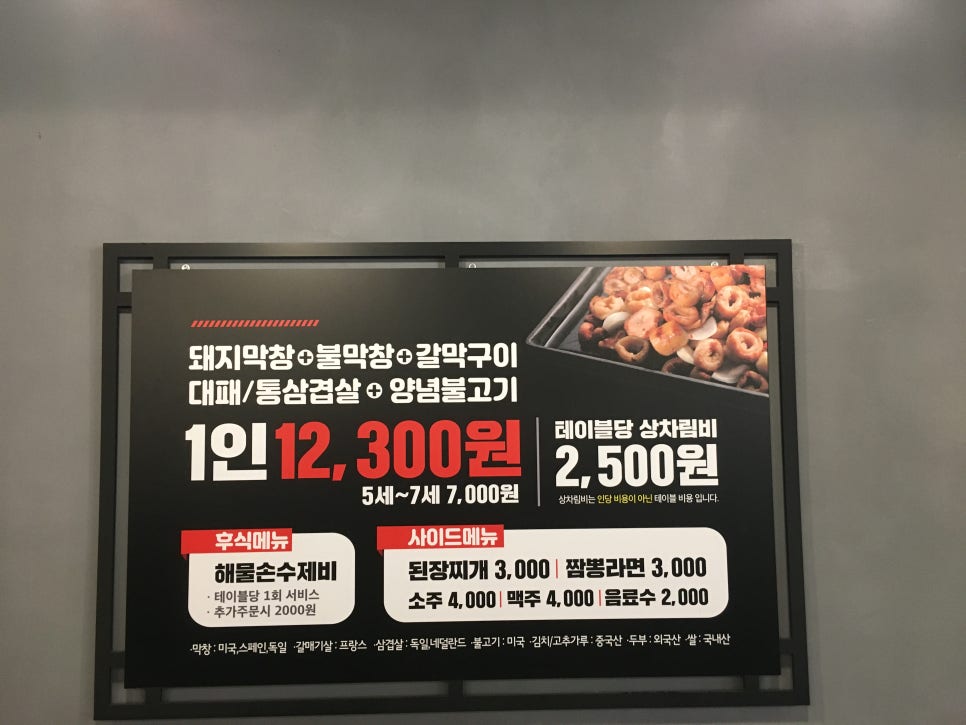 돼지막창⊕불막창⊕갈막구이
대패/통삼겹살 ⊕ 양념불고기
1인 12,300원
5세~7세 7,000원
테이블당 상차림비
2,500원
상차림비는 인당 비용이 아닌 테이블 비용 입니다.
후식메뉴
해물손수제비
· 테이블당 1회 서비스
· 추가주문시 2000원
사이드메뉴
된장찌개 3,000 | 짬뽕라면 3,000
소주 4,000 | 맥주 4,000 | 음료수 2,000
·막창 : 미국,스페인,독일 ·갈매기살 : 프랑스 ·삼겹살 : 독일,네덜란드 ·불고기 : 미국 ·김치/고추가루 : 중국산 ·두부 : 외국산 ·쌀 : 국내산